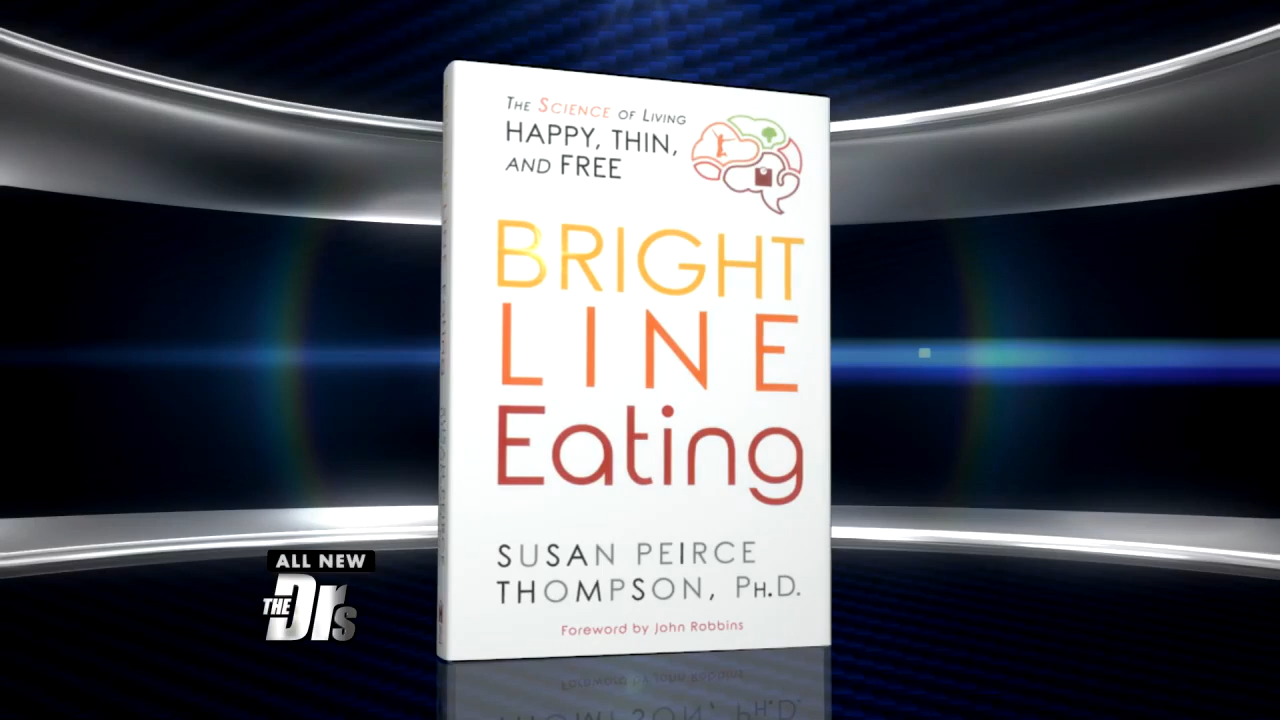 The Science of Living
HAPPY, THIN,
AND FREE
BRIGHT
LINE
Eating
SUSAN PEIRCE
THOMPSON, Ph.D.
Foreword by John Robbins
ALL NEW
THE Drs